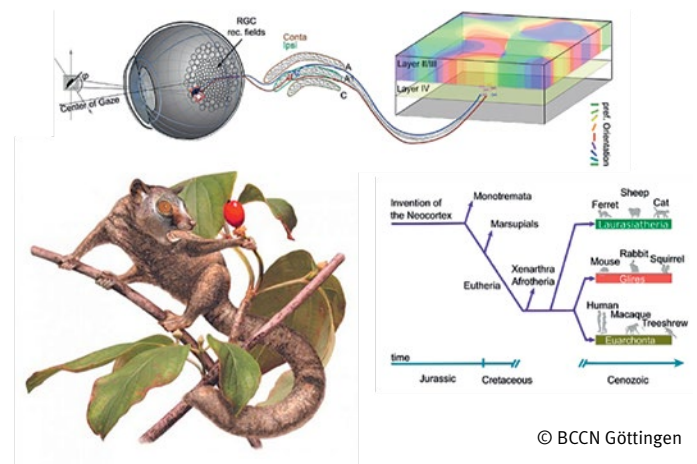 RGC
rec. fields
Conta
Ipsi
A
A1
C
φ
Center of Gaze
Layer II/III
Layer IV
pref. Orientation
Invention of
the Neocortex
Monotremata
Marsupials
Eutheria
Xenarthra
Afrotheria
Sheep
Ferret Cat
Laurasiatheria
Rabbit
Mouse Squirrel
Glires
Human
Macaque
Treeshrew
Euarchonta
time
Jurassic Cretaceous Cenozoic
© BCCN Göttingen